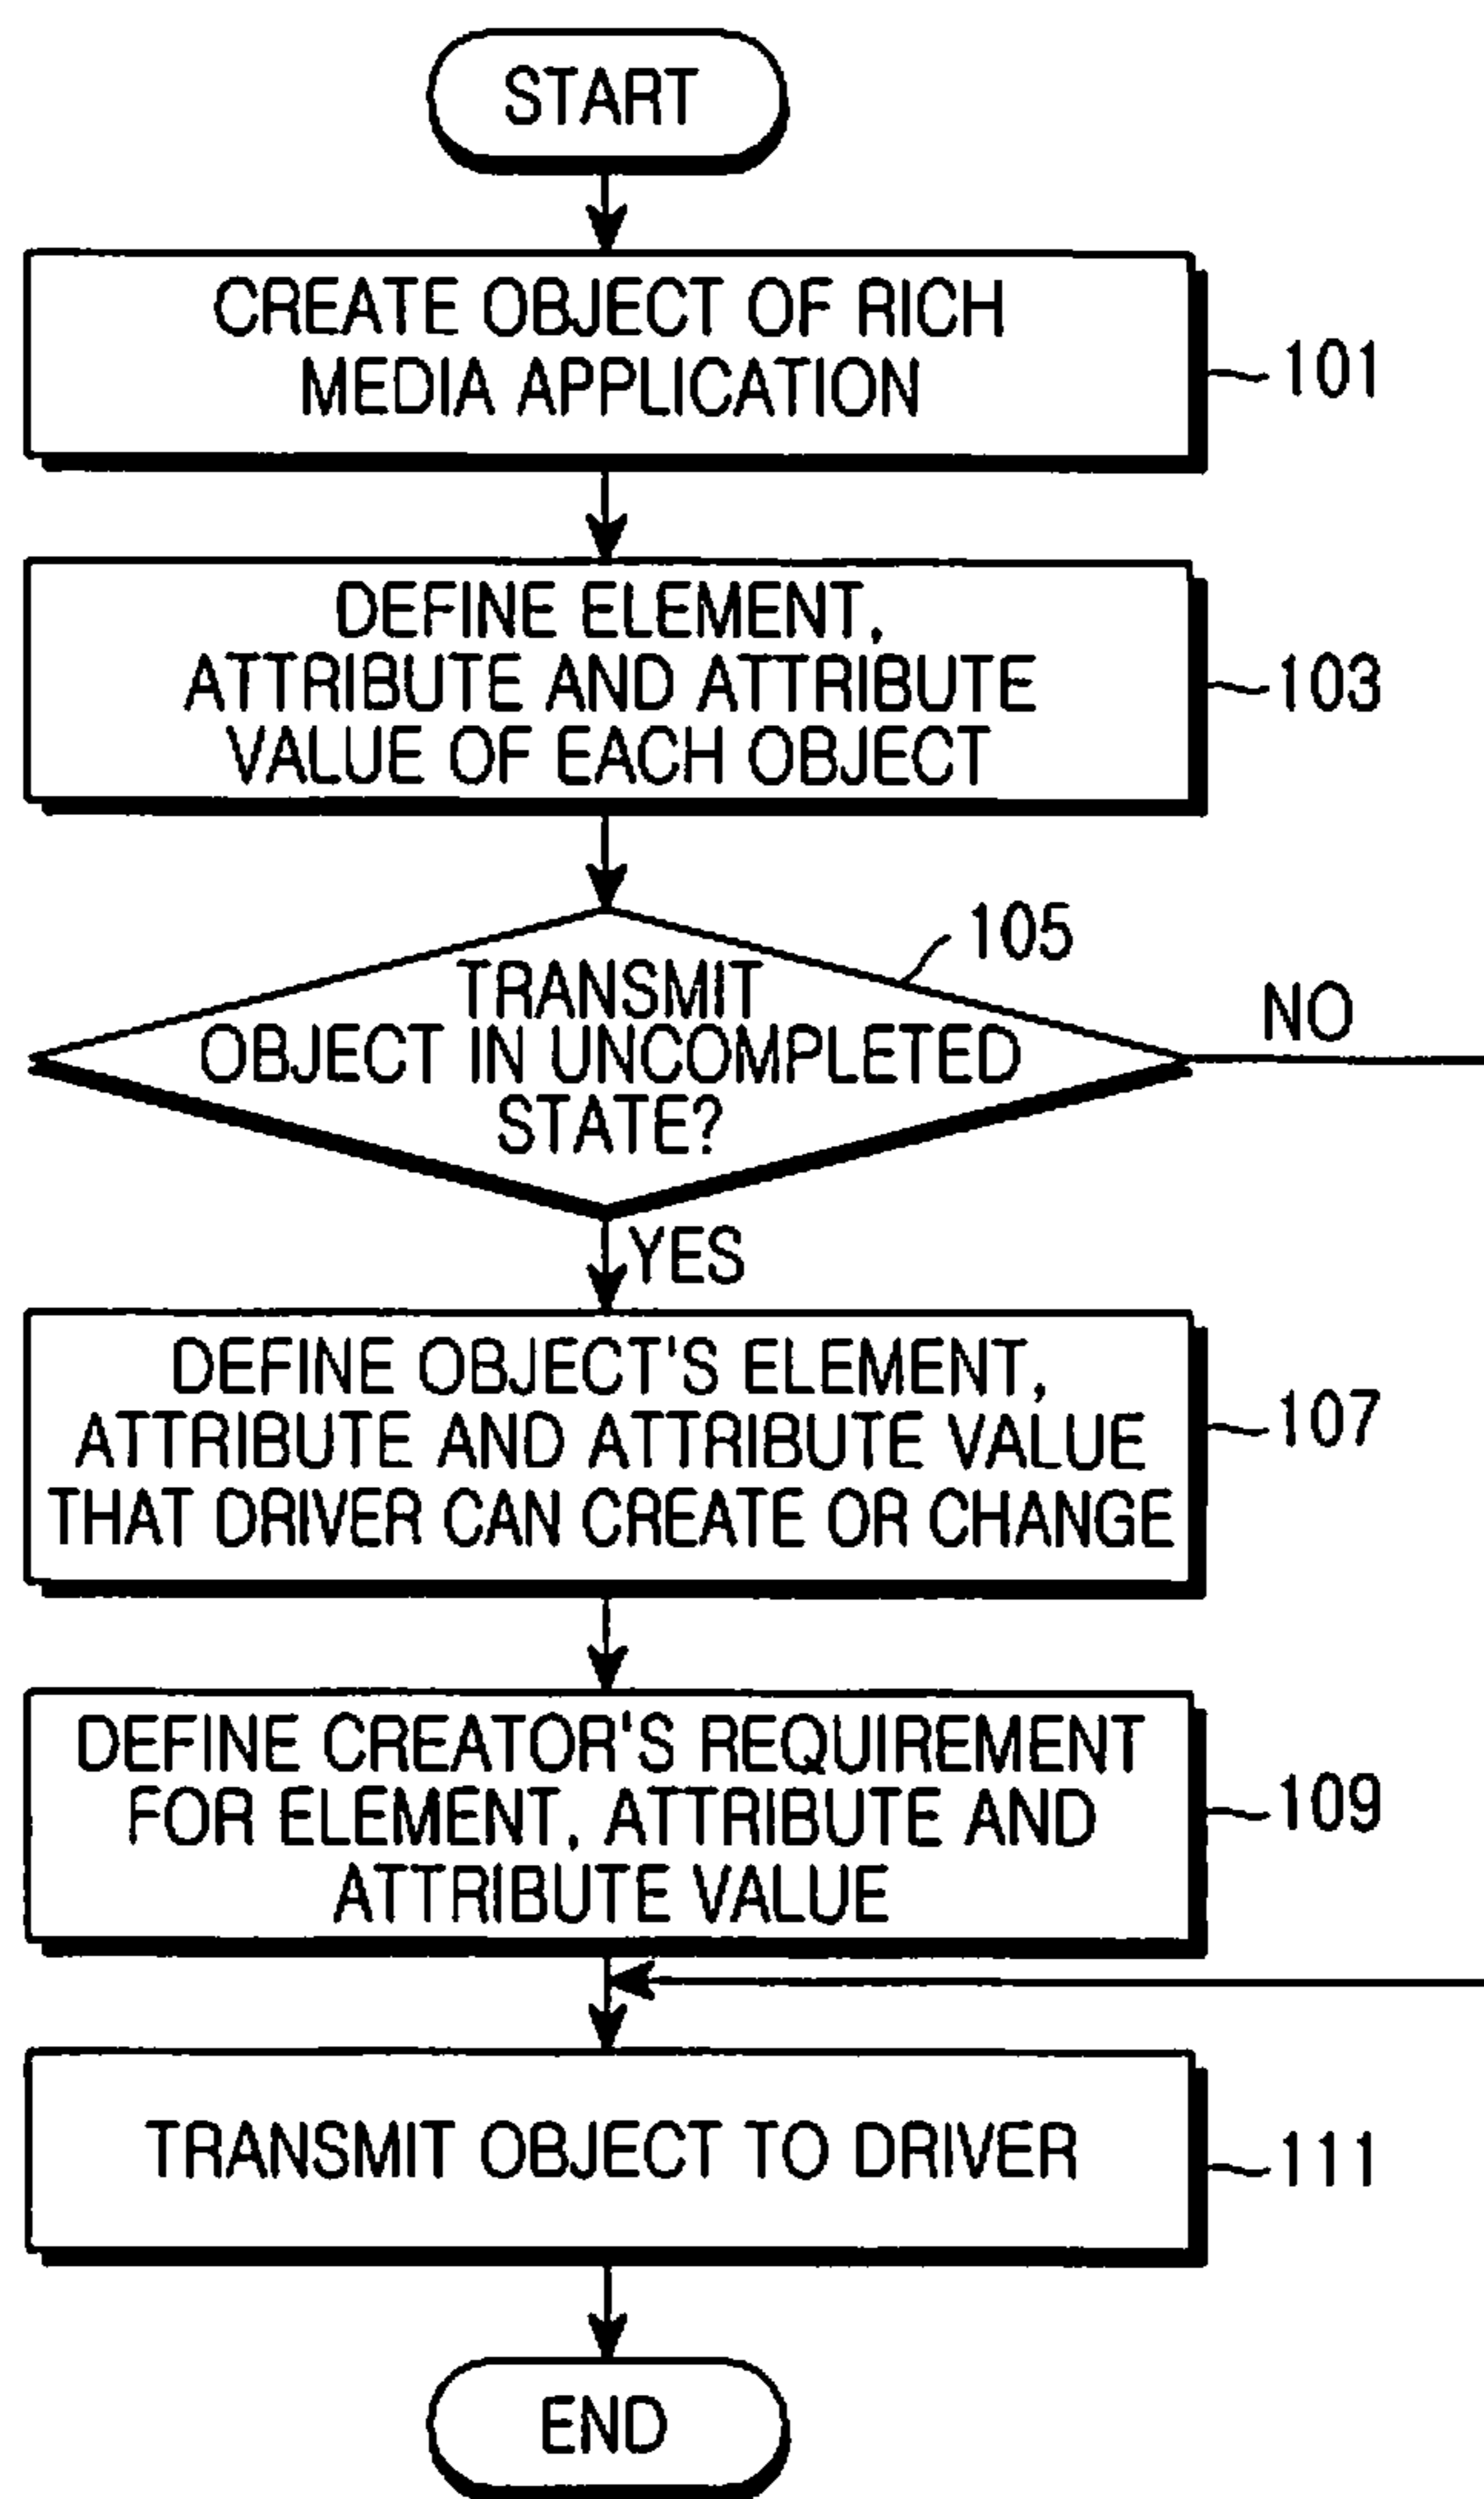 START
CREATE OBJECT OF RICH
MEDIA APPLICATION
101
DEFINE ELEMENT,
ATTRIBUTE AND ATTRIBUTE
VALUE OF EACH OBJECT
103
105
TRANSMIT
OBJECT IN UNCOMPLETED
STATE?
NO
YES
DEFINE OBJECT'S ELEMENT,
ATTRIBUTE AND ATTRIBUTE VALUE
THAT DRIVER CAN CREATE OR CHANGE
107
DEFINE CREATOR'S REQUIREMENT
FOR ELEMENT, ATTRIBUTE AND
ATTRIBUTE VALUE
109
TRANSMIT OBJECT TO DRIVER
111
END